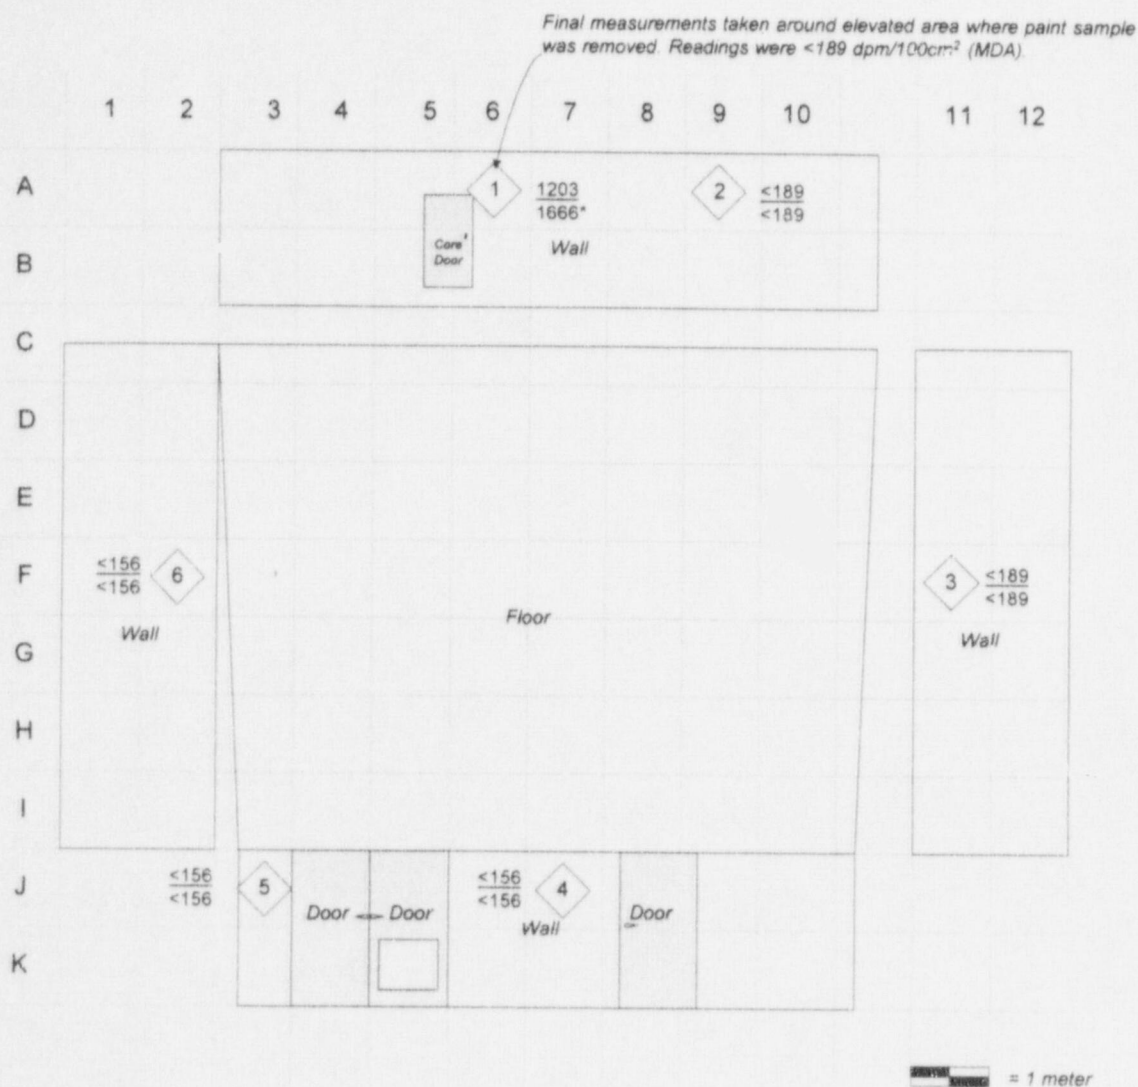 Final measurements taken around elevated area where paint sample
was removed. Readings were <189 dpm/100cm² (MDA).
1 2 3 4 5 6 7 8 9 10 11 12
A
1
1203
1666*
2
<189
<189
B
Door
Wall
C
D
E
F
<156
<156
6
3
<189
<189
Floor
G
Wall
Wall
H
I
J
<156
<156
5
<156
<156
4
Door
Door
Wall
Door
K
= 1 meter